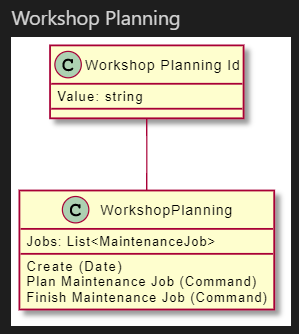 Workshop Planning
C Workshop Planning Id
Value: string
C WorkshopPlanning
Jobs: List<MaintenanceJob>
Create (Date)
Plan Maintenance Job (Command)
Finish Maintenance Job (Command)